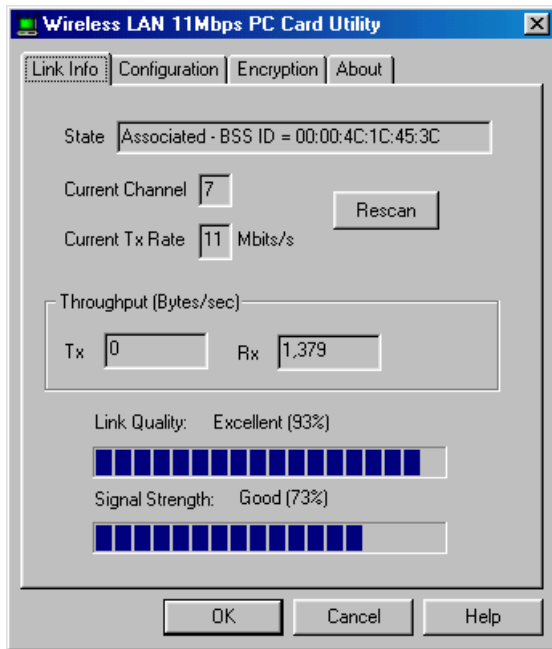 Wireless LAN 11Mbps PC Card Utility
Link Info Configuration Encryption About
State Associated - BSS ID = 00:00:4C:1C:45:3C
Current Channel 7
Rescan
Current Tx Rate 11 Mbits/s
Throughput (Bytes/sec)
Tx 0 Rx 1,379
Link Quality: Excellent (93%)
Signal Strength: Good (73%)
OK Cancel Help